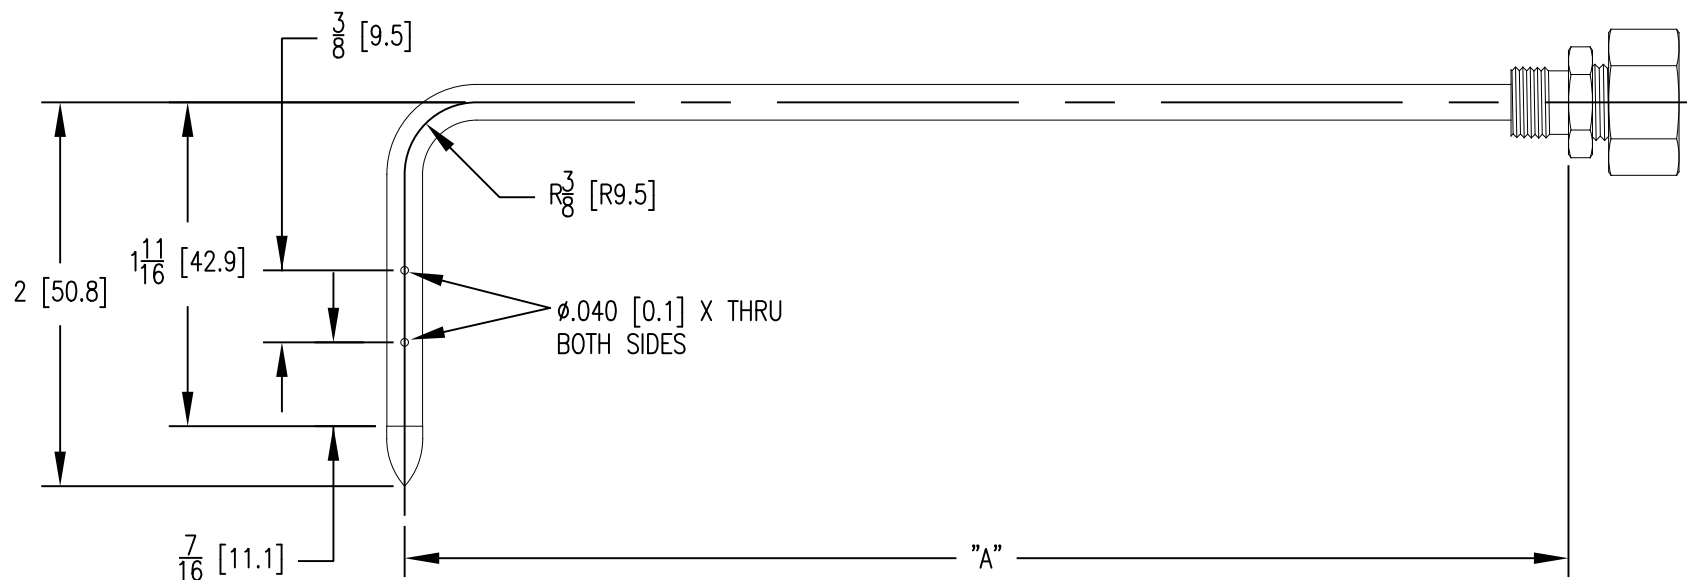 3/8 [9.5]
R3/8 [R9.5]
1 11/16 [42.9]
2 [50.8]
ø.040 [0.1] X THRU
BOTH SIDES
7/16 [11.1]
"A"